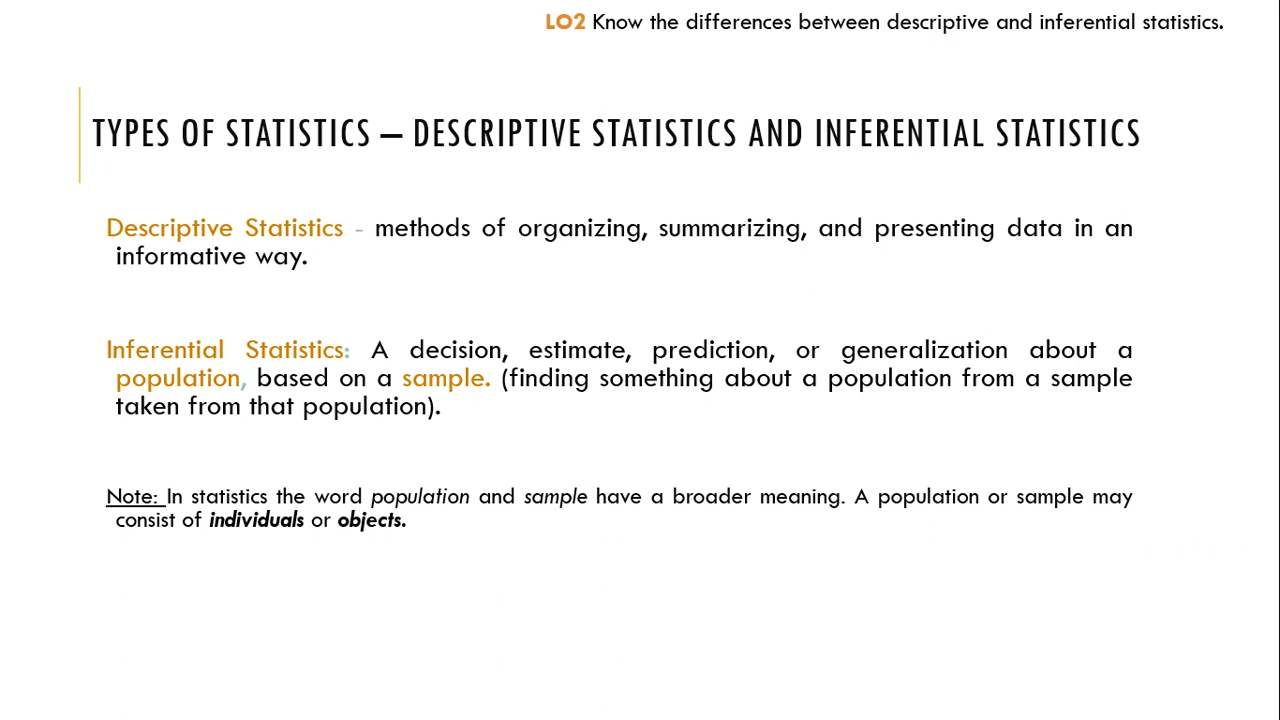 LO2 Know the differences between descriptive and inferential statistics.
TYPES OF STATISTICS – DESCRIPTIVE STATISTICS AND INFERENTIAL STATISTICS
Descriptive Statistics - methods of organizing, summarizing, and presenting data in an
informative way.
Inferential Statistics: A decision, estimate, prediction, or generalization about a
population, based on a sample. (finding something about a population from a sample
taken from that population).
Note: In statistics the word population and sample have a broader meaning. A population or sample may
consist of individuals or objects.